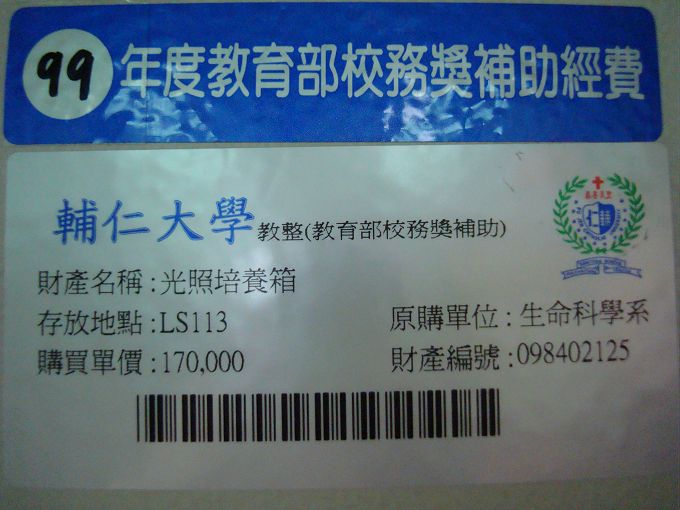 99年度教育部校務獎補助經費
輔仁大學教整(教育部校務獎補助)
財產名稱:光照培養箱
存放地點:LS113 原購單位:生命科學系
購買單價:170,000 財產編號:098402125